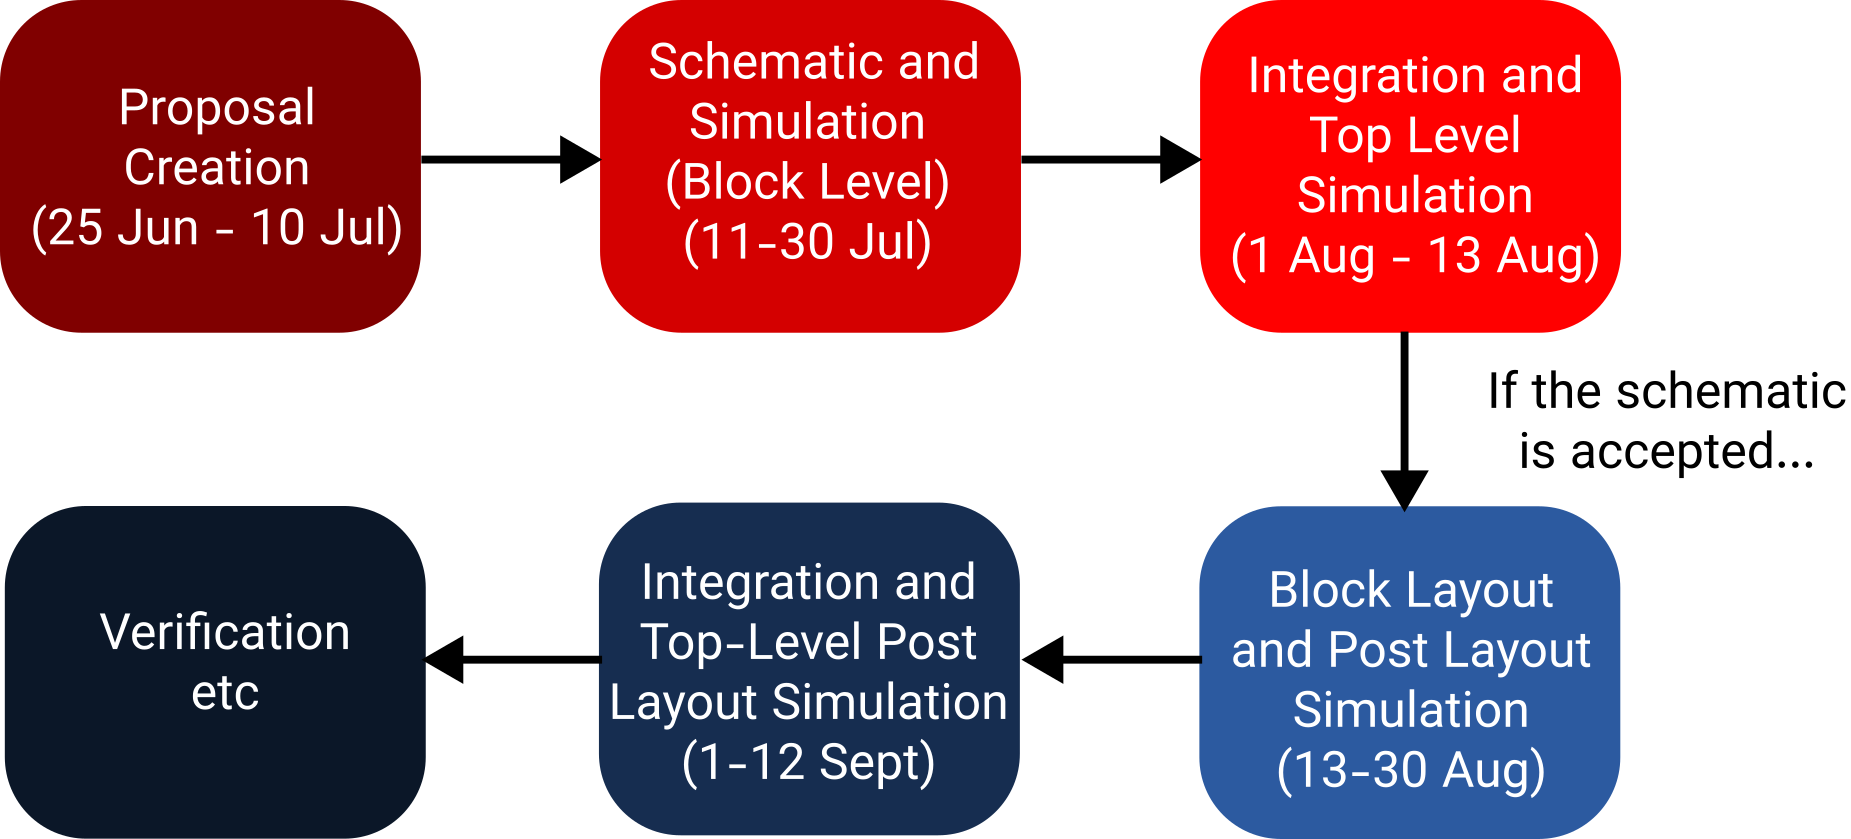 Proposal
Creation
(25 Jun - 10 Jul)
Schematic and
Simulation
(Block Level)
(11-30 Jul)
Integration and
Top Level
Simulation
(1 Aug - 13 Aug)
If the schematic
is accepted...
Block Layout
and Post Layout
Simulation
(13-30 Aug)
Integration and
Top-Level Post
Layout Simulation
(1-12 Sept)
Verification
etc